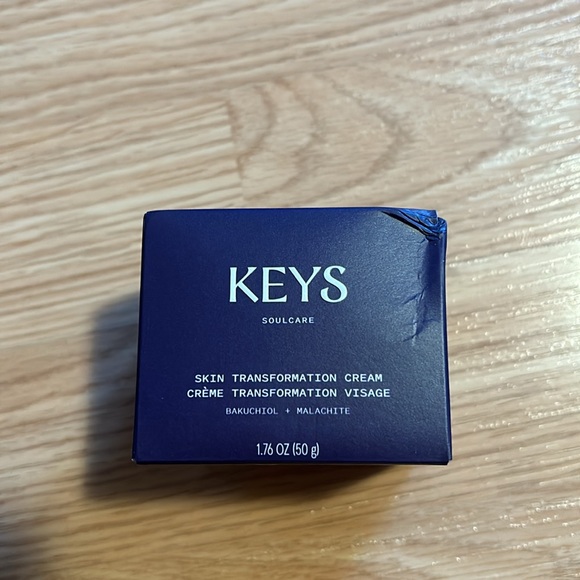 KEYS
SOULCARE
SKIN TRANSFORMATION CREAM
CRÈME TRANSFORMATION VISAGE
BAKUCHIOL + MALACHITE
1.76 OZ (50 g)